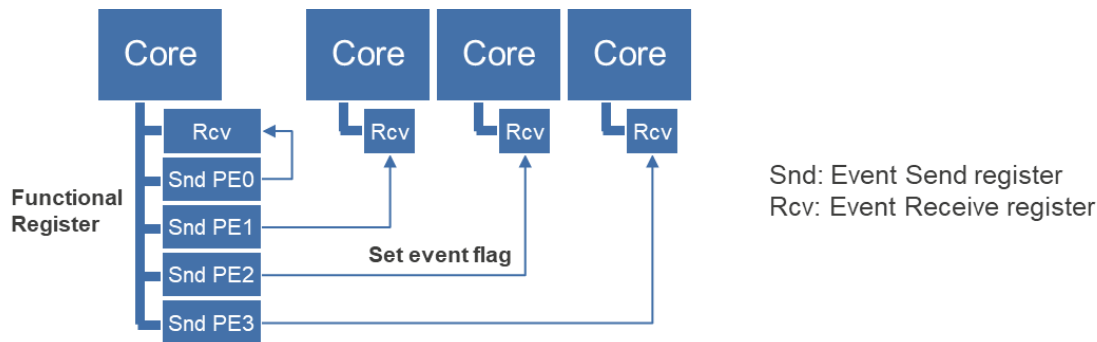 Core
Core
Core
Core
Rcv
Rcv
Rcv
Rcv
Snd PE0
Snd PE1
Snd PE2
Snd PE3
Functional
Register
Set event flag
Snd: Event Send register
Rcv: Event Receive register